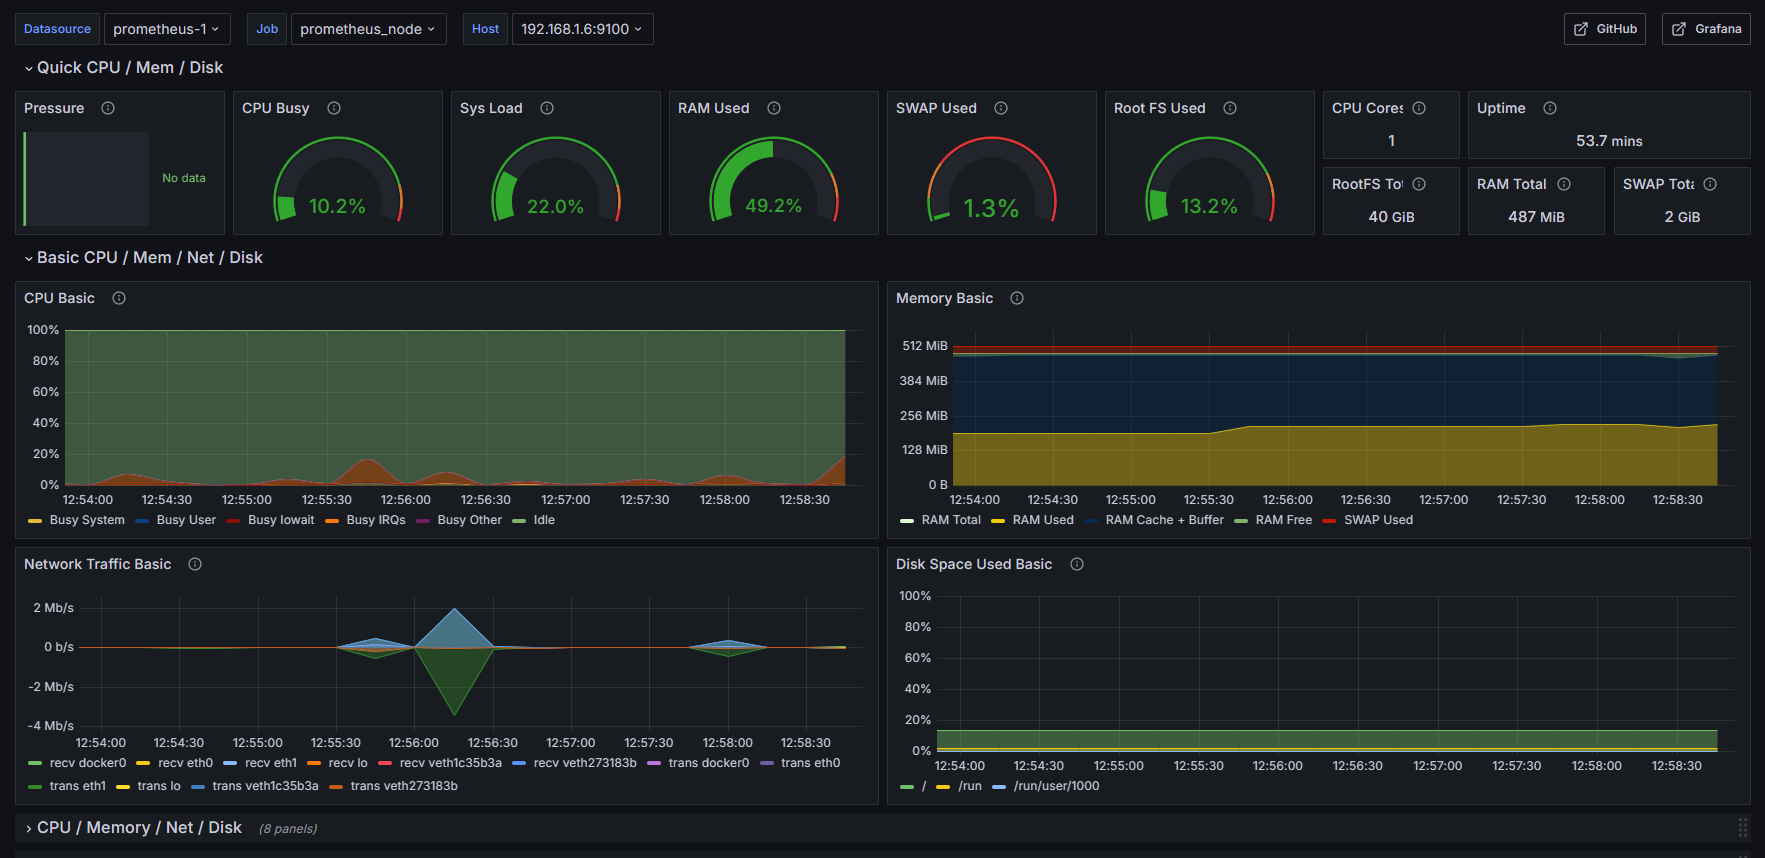 Datasource prometheus-1 Job prometheus_node Host 192.168.1.6:9100 GitHub Grafana
Quick CPU / Mem / Disk
Pressure CPU Busy Sys Load RAM Used SWAP Used Root FS Used CPU Cores Uptime
1 53.7 mins
No data
RootFS Tot RAM Total SWAP Tota
10.2% 22.0% 49.2% 1.3% 13.2%
40 GiB 487 MiB 2 GiB
Basic CPU / Mem / Net / Disk
CPU Basic
100%
80%
60%
40%
20%
0%
12:54:00 12:54:30 12:55:00 12:55:30 12:56:00 12:56:30 12:57:00 12:57:30 12:58:00 12:58:30
Busy System Busy User Busy Iowait Busy IRQs Busy Other Idle
Memory Basic
512 MiB
384 MiB
256 MiB
128 MiB
0 B
12:54:00 12:54:30 12:55:00 12:55:30 12:56:00 12:56:30 12:57:00 12:57:30 12:58:00 12:58:30
RAM Total RAM Used RAM Cache + Buffer RAM Free SWAP Used
Network Traffic Basic
2 Mb/s
0 b/s
-2 Mb/s
-4 Mb/s
12:54:00 12:54:30 12:55:00 12:55:30 12:56:00 12:56:30 12:57:00 12:57:30 12:58:00 12:58:30
recv docker0 recv eth0 recv eth1 recv lo recv veth1c35b3a recv veth273183b trans docker0 trans eth0
trans eth1 trans lo trans veth1c35b3a trans veth273183b
Disk Space Used Basic
100%
80%
60%
40%
20%
0%
12:54:00 12:54:30 12:55:00 12:55:30 12:56:00 12:56:30 12:57:00 12:57:30 12:58:00 12:58:30
/ /run /run/user/1000
CPU / Memory / Net / Disk (8 panels)